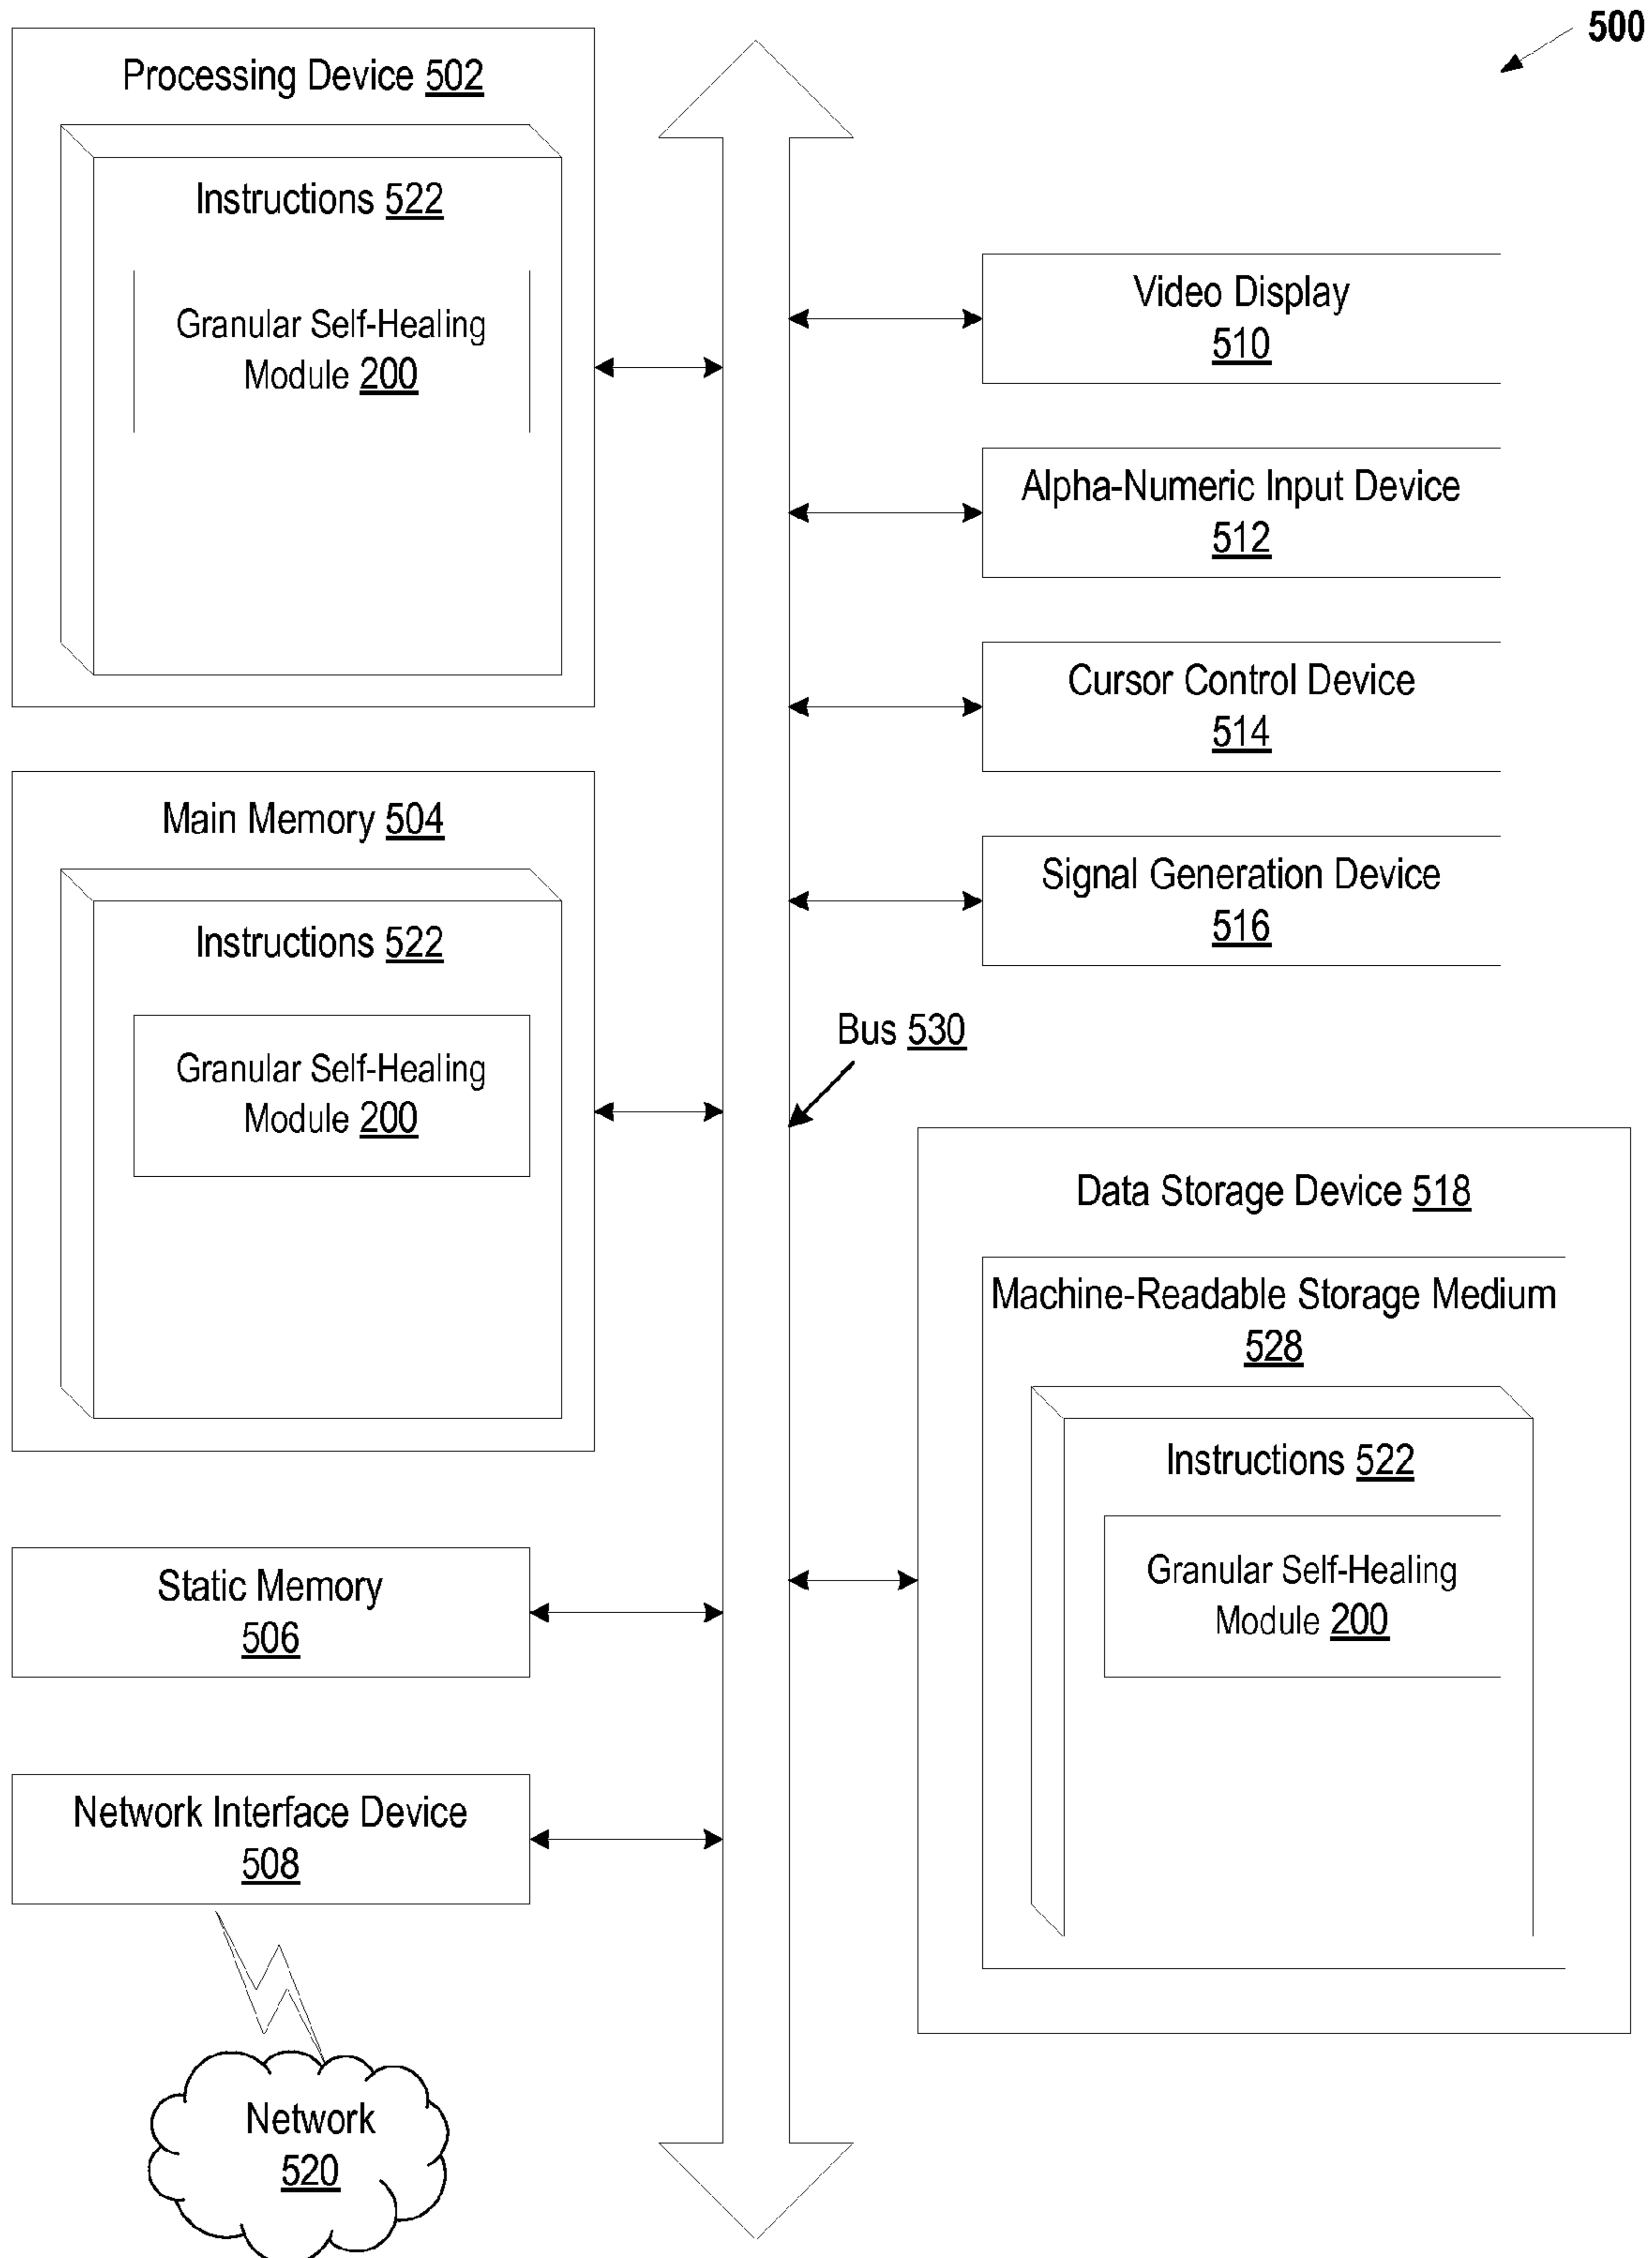 500
Processing Device 502
Instructions 522
Granular Self-Healing
Module 200
Main Memory 504
Instructions 522
Granular Self-Healing
Module 200
Static Memory
506
Network Interface Device
508
Network
520
Video Display
510
Alpha-Numeric Input Device
512
Cursor Control Device
514
Signal Generation Device
516
Bus 530
Data Storage Device 518
Machine-Readable Storage Medium
528
Instructions 522
Granular Self-Healing
Module 200